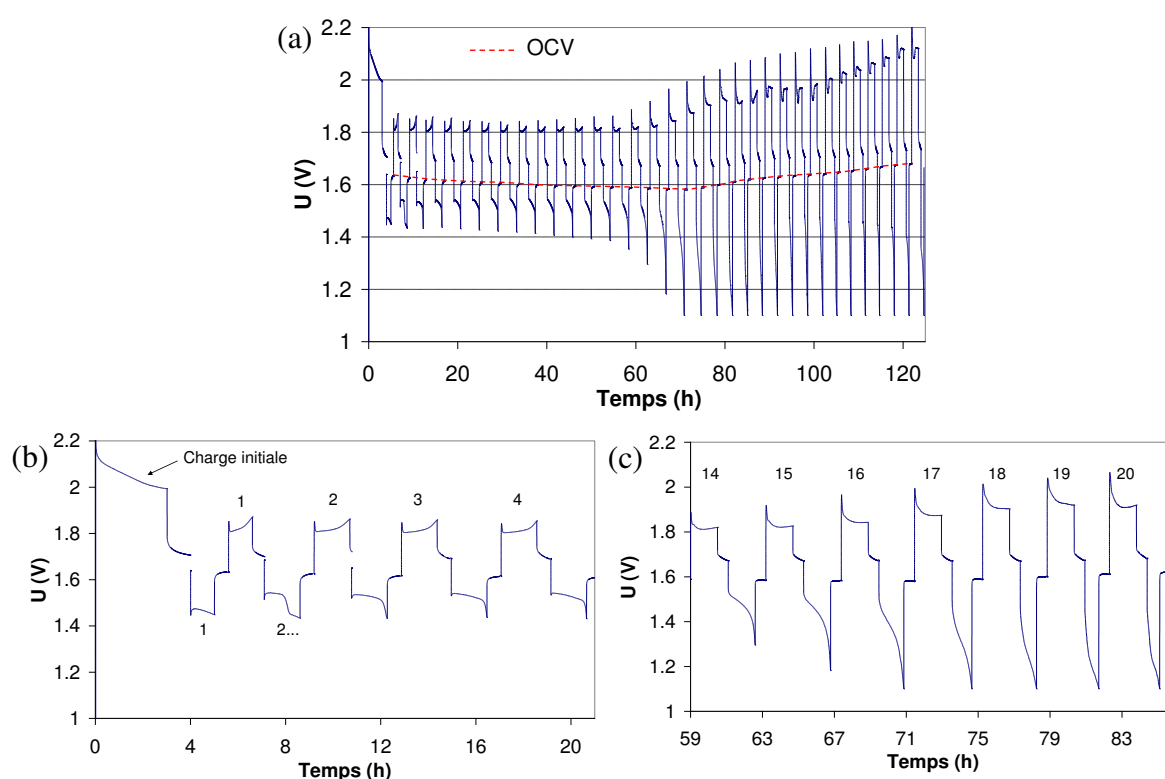 (a)
OCV
2.2
2
1.8
1.6
1.4
1.2
1
U (V)
0 20 40 60 80 100 120
Temps (h)
(b)
Charge initiale
1 2 3 4
1 2...
2.2
2
1.8
1.6
1.4
1.2
1
U (V)
0 4 8 12 16 20
Temps (h)
(c)
14 15 16 17 18 19 20
2.2
2
1.8
1.6
1.4
1.2
1
U (V)
59 63 67 71 75 79 83
Temps (h)